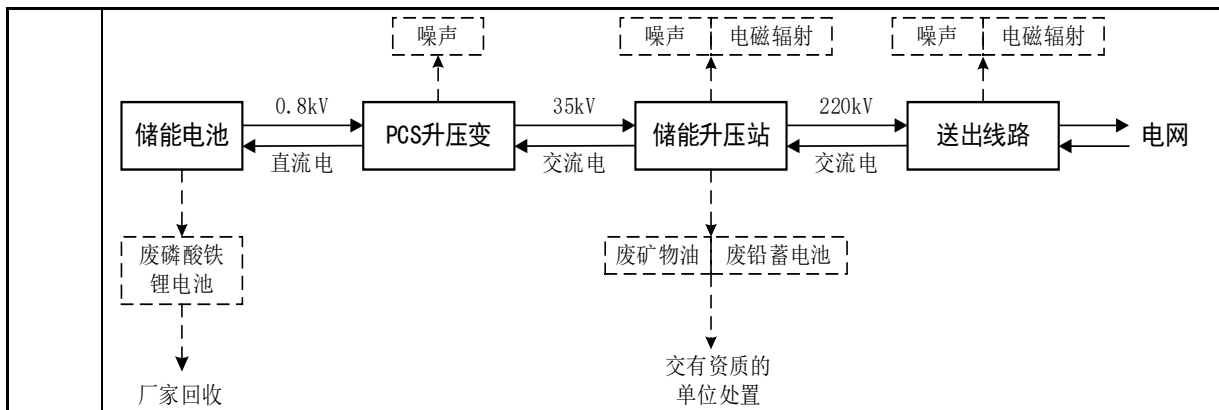 噪声
噪声 电磁辐射
噪声 电磁辐射
0.8kV
35kV
220kV
储能电池
PCS升压变
储能升压站
送出线路
电网
直流电
交流电
交流电
废磷酸铁
锂电池
废矿物油 废铅蓄电池
厂家回收
交有资质的
单位处置